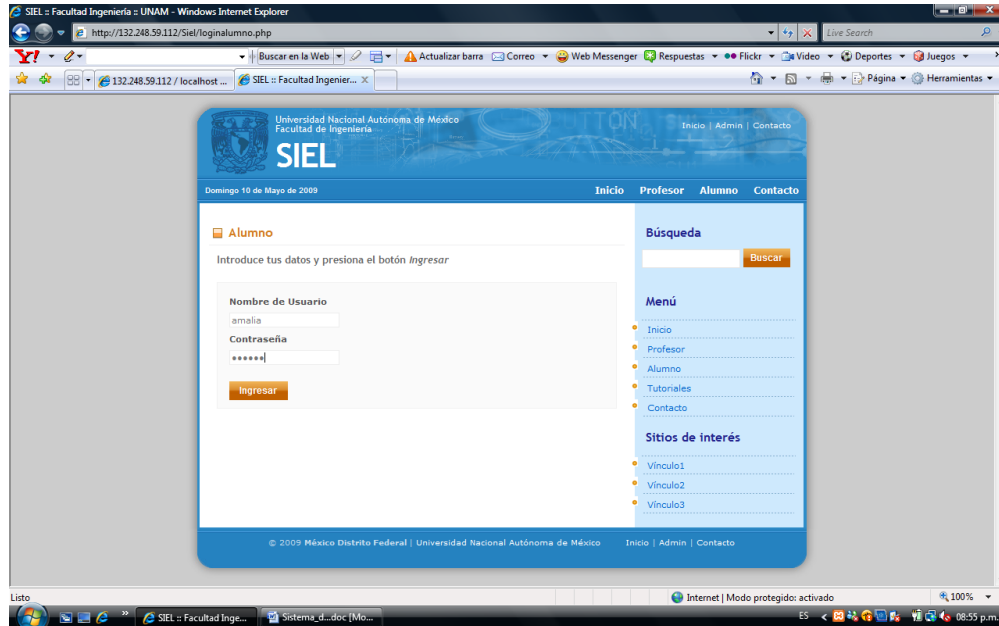 SIEL :: Facultad Ingeniería :: UNAM - Windows Internet Explorer
http://132.248.59.112/Siel/loginalumno.php
Live Search
Y! Buscar en la Web Actualizar barra Correo Web Messenger Respuestas Flickr Video Deportes Juegos
132.248.59.112 / localhost ... SIEL :: Facultad Ingenier... Página Herramientas
Universidad Nacional Autónoma de México
Facultad de Ingeniería
SIEL
Inicio | Admin | Contacto
Domingo 10 de Mayo de 2009
Inicio Profesor Alumno Contacto
Alumno
Introduce tus datos y presiona el botón Ingresar
Nombre de Usuario
amalia
Contraseña
••••••
Ingresar
Búsqueda
Buscar
Menú
Inicio
Profesor
Alumno
Tutoriales
Contacto
Sitios de interés
Vínculo1
Vínculo2
Vínculo3
© 2009 México Distrito Federal | Universidad Nacional Autónoma de México Inicio | Admin | Contacto
Listo Internet | Modo protegido: activado 100%
SIEL :: Facultad Inge... Sistema_d...doc [Mo... ES 08:55 p.m.